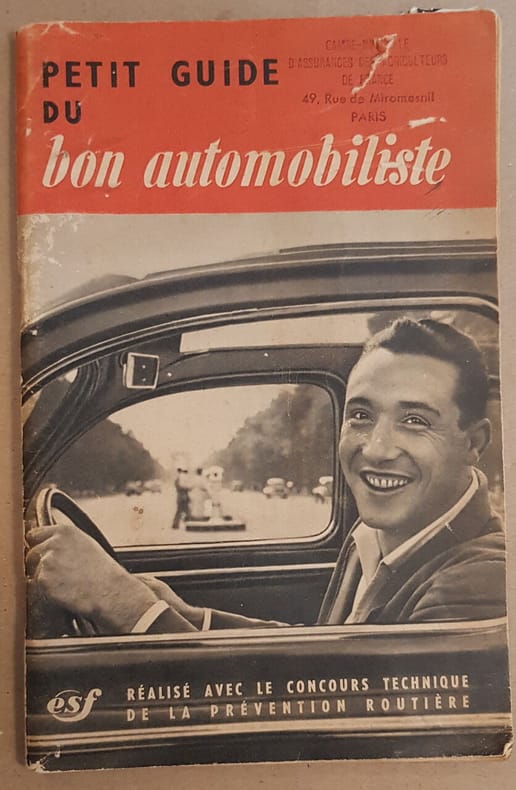 PETIT GUIDE
DU
bon automobiliste
D'ASSURANCES DES AGRICULTEURS
DE FRANCE
49, Rue de Miromesnil
PARIS
esf
RÉALISÉ AVEC LE CONCOURS TECHNIQUE
DE LA PRÉVENTION ROUTIÈRE